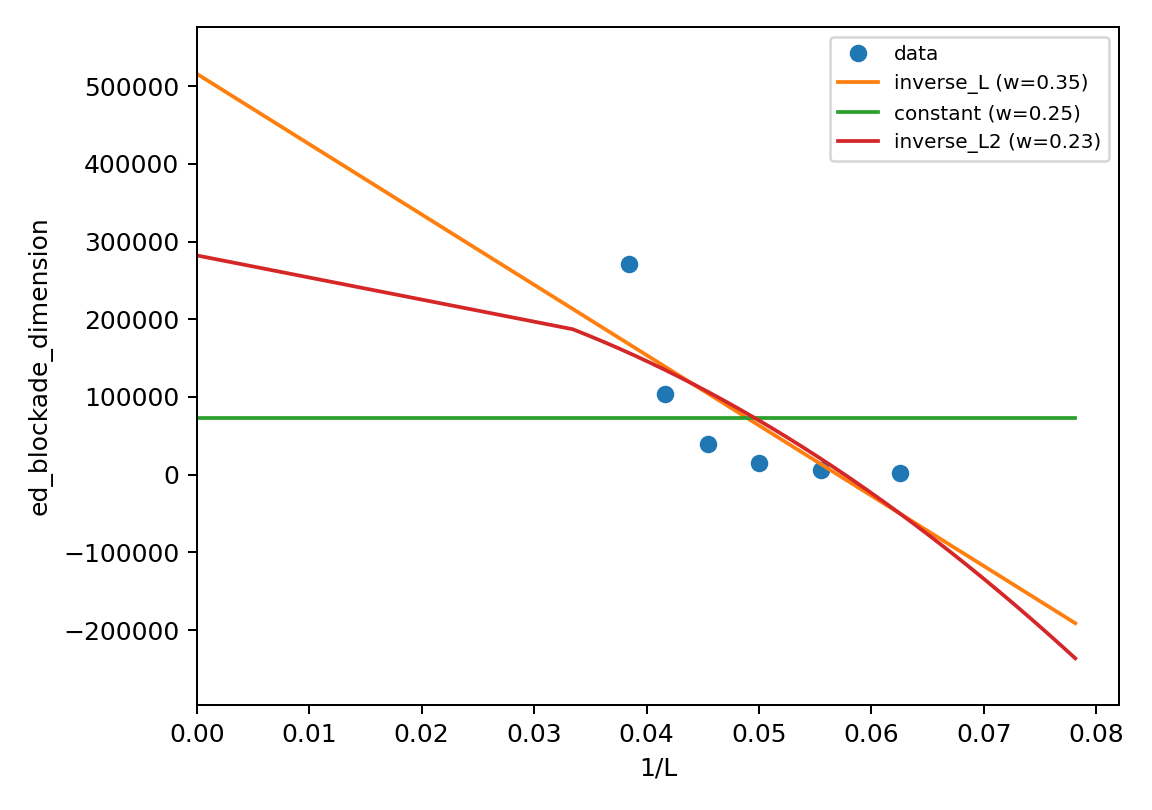 data
inverse_L (w=0.35)
constant (w=0.25)
inverse_L2 (w=0.23)
500000
400000
300000
200000
100000
0
−100000
−200000
ed_blockade_dimension
0.00 0.01 0.02 0.03 0.04 0.05 0.06 0.07 0.08
1/L